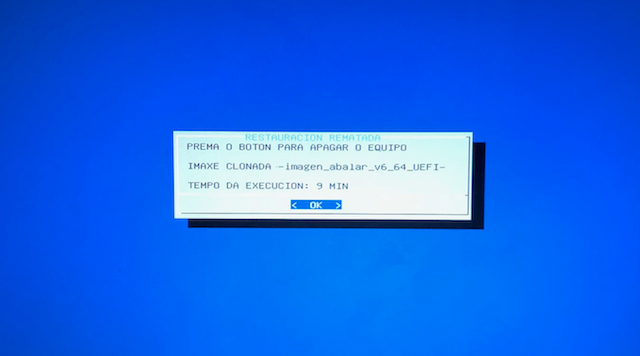 RESTAURACION REMATADA
PREMA O BOTON PARA APAGAR O EQUIPO
IMAXE CLONADA -imagen_abalar_v6_64_UEFI-
TEMPO DA EXECUCION: 9 MIN
< OK >